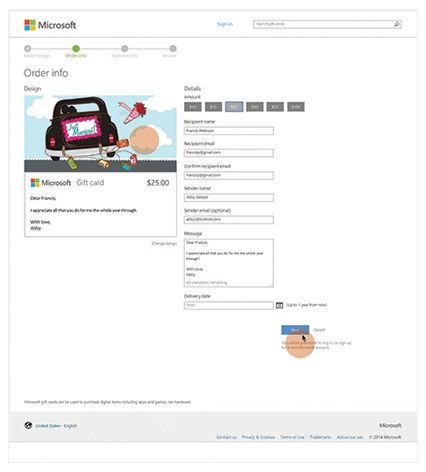 Microsoft
Sign in
Search gift cards
Select design
Order info
Payment info
Review
Order info
Design
Just Married!
Microsoft Gift card $25.00
Dear Francis,
I appreciate all that you do for me the whole year through.
With love,
Abby
Change design
Details
Amount
$10 $15 $25 $50 $75 $100
Recipient name
Francis Peterson
Recipient email
francisp@gmail.com
Confirm recipient email
francisp@gmail.com
Sender name
Abby Salazar
Sender email (optional)
abbys@outlook.com
Message
Dear Francis,
I appreciate all that you do for me the whole year
through!
With love,
Abby
characters remaining
Delivery date
Now
(Up to 1 year from now)
Next
Cancel
You will be prompted to log in, or sign up
for a new Microsoft account.
Microsoft gift cards can be used to purchase digital items including apps and games, not hardware.
United States - English
Microsoft
Contact us Privacy & Cookies Terms of Use Trademarks About our ads © 2014 Microsoft